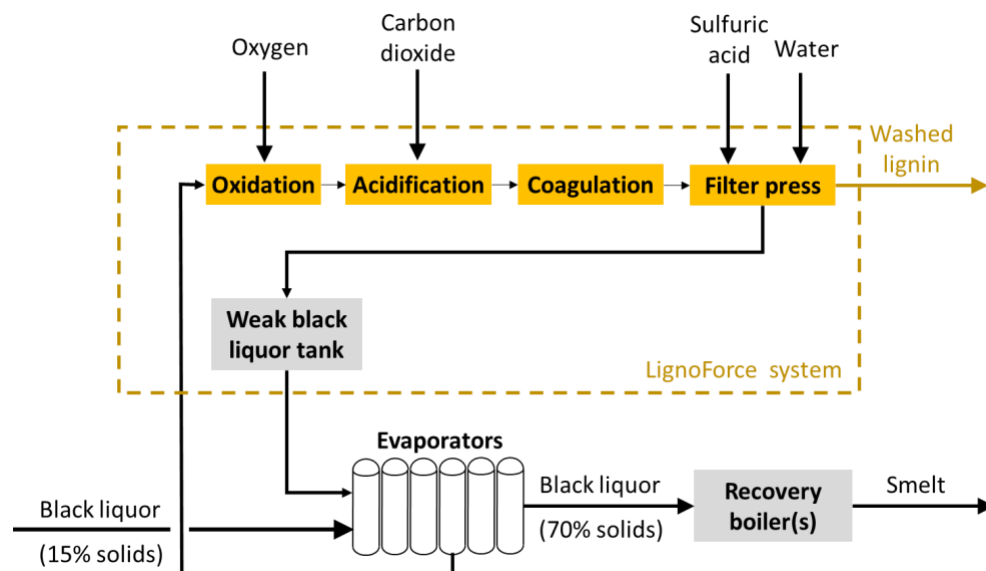 Oxygen
Carbon
dioxide
Sulfuric
acid
Water
Oxidation
Acidification
Coagulation
Filter press
Washed
lignin
Weak black
liquor tank
LignoForce system
Evaporators
Black liquor
(15% solids)
Black liquor
(70% solids)
Recovery
boiler(s)
Smelt